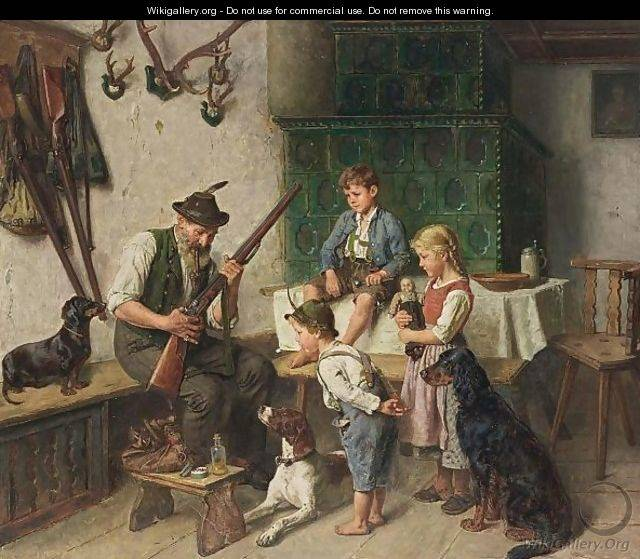 Wikigallery.org - Do not use for commercial use. Do not remove this warning.
WikiGallery.Org